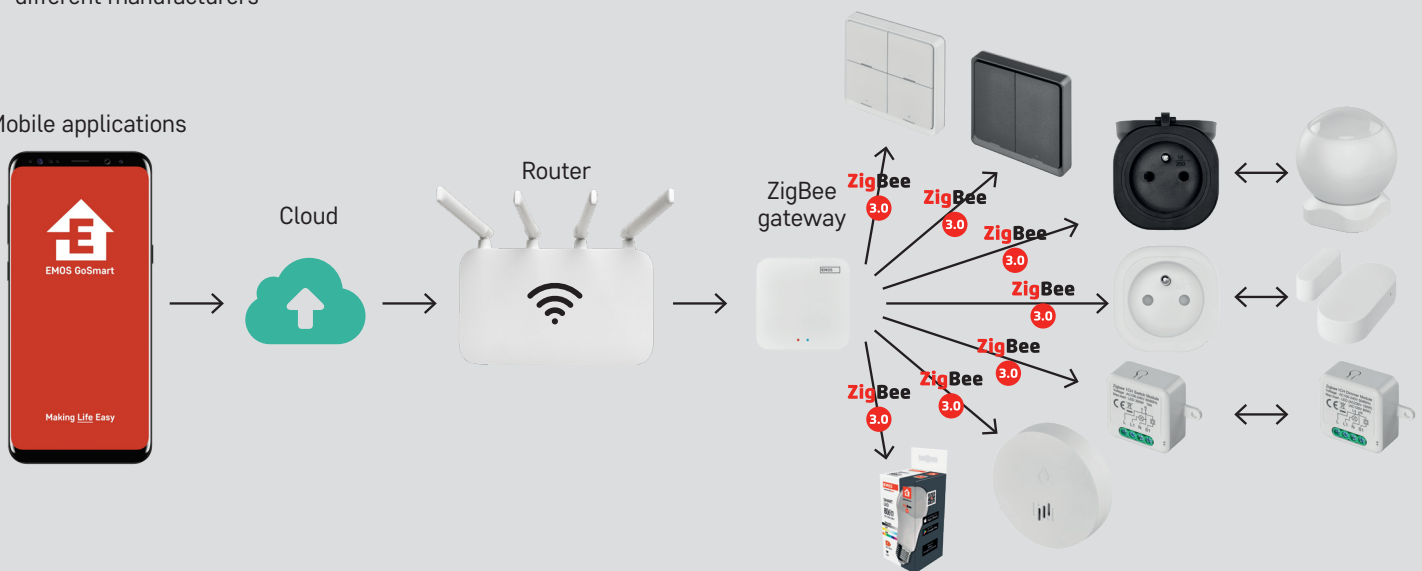 different manufacturers
Mobile applications
EMOS GoSmart
Making Life Easy
Cloud
Router
ZigBee
gateway
EMOS
ZigBee
3.0
ZigBee
3.0
ZigBee
3.0
ZigBee
3.0
ZigBee
3.0
ZigBee
3.0
ZigBee
3.0